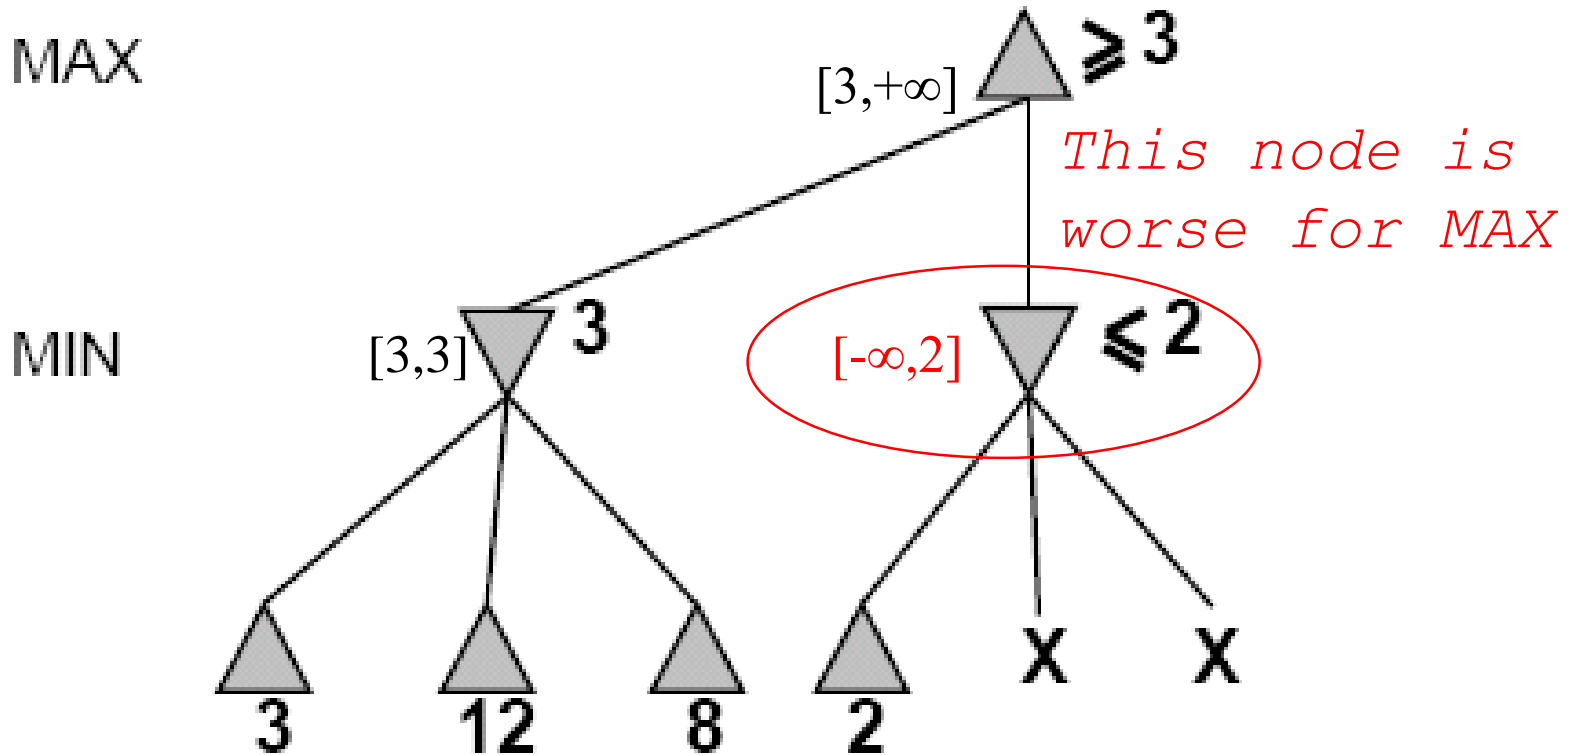 MAX
≥ 3
[3,+∞]
This node is
worse for MAX
MIN
[3,3]
3
[-∞,2]
≤ 2
3
12
8
2
X
X